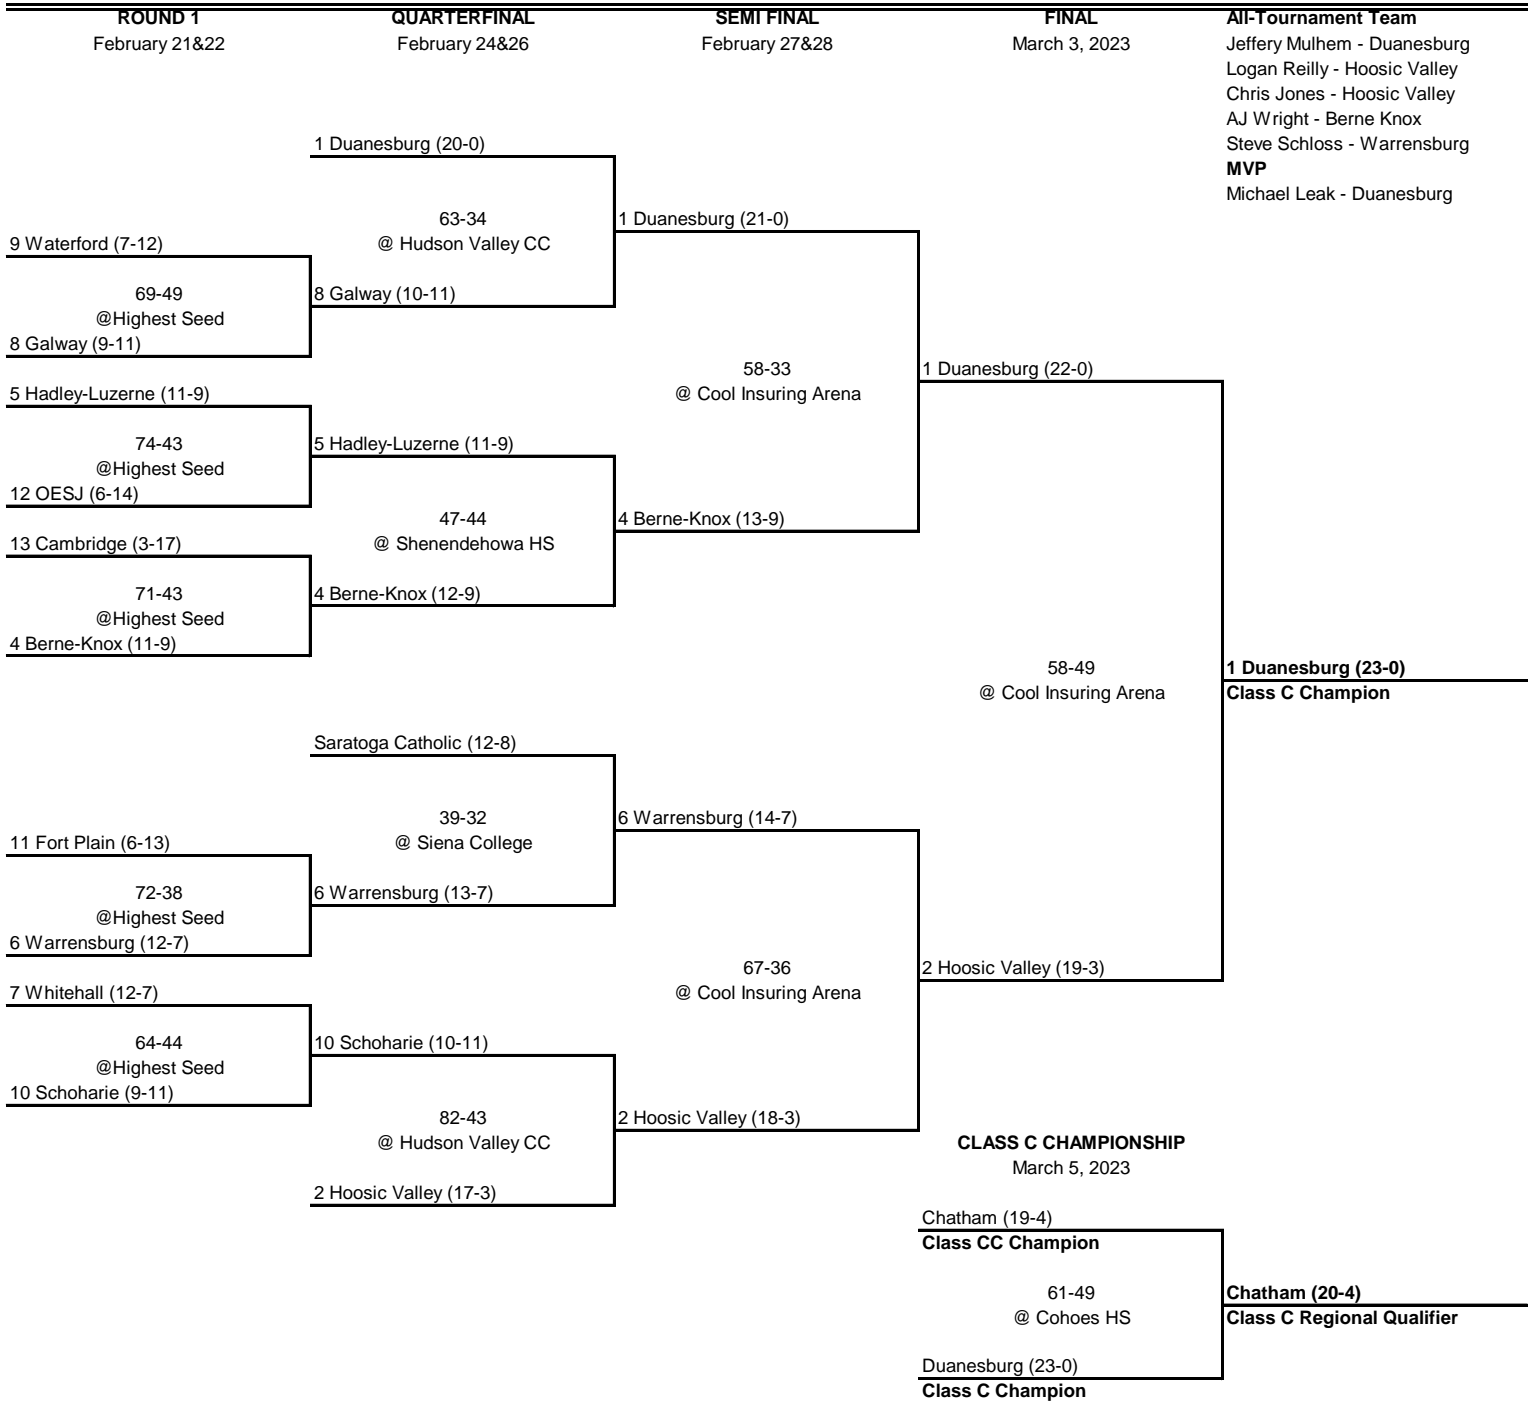 ROUND 1
February 21&22
QUARTERFINAL
February 24&26
SEMI FINAL
February 27&28
FINAL
March 3, 2023
All-Tournament Team
Jeffery Mulhem - Duanesburg
Logan Reilly - Hoosic Valley
Chris Jones - Hoosic Valley
AJ Wright - Berne Knox
Steve Schloss - Warrensburg
MVP
Michael Leak - Duanesburg
9 Waterford (7-12)
69-49
@Highest Seed
8 Galway (9-11)
5 Hadley-Luzerne (11-9)
74-43
@Highest Seed
12 OESJ (6-14)
13 Cambridge (3-17)
71-43
@Highest Seed
4 Berne-Knox (11-9)
11 Fort Plain (6-13)
72-38
@Highest Seed
6 Warrensburg (12-7)
7 Whitehall (12-7)
64-44
@Highest Seed
10 Schoharie (9-11)
1 Duanesburg (20-0)
63-34
@ Hudson Valley CC
8 Galway (10-11)
5 Hadley-Luzerne (11-9)
47-44
@ Shenendehowa HS
4 Berne-Knox (12-9)
Saratoga Catholic (12-8)
39-32
@ Siena College
6 Warrensburg (13-7)
10 Schoharie (10-11)
82-43
@ Hudson Valley CC
2 Hoosic Valley (17-3)
1 Duanesburg (21-0)
58-33
@ Cool Insuring Arena
4 Berne-Knox (13-9)
6 Warrensburg (14-7)
67-36
@ Cool Insuring Arena
2 Hoosic Valley (18-3)
1 Duanesburg (22-0)
58-49
@ Cool Insuring Arena
2 Hoosic Valley (19-3)
1 Duanesburg (23-0)
Class C Champion
CLASS C CHAMPIONSHIP
March 5, 2023
Chatham (19-4)
Class CC Champion
61-49
@ Cohoes HS
Duanesburg (23-0)
Class C Champion
Chatham (20-4)
Class C Regional Qualifier